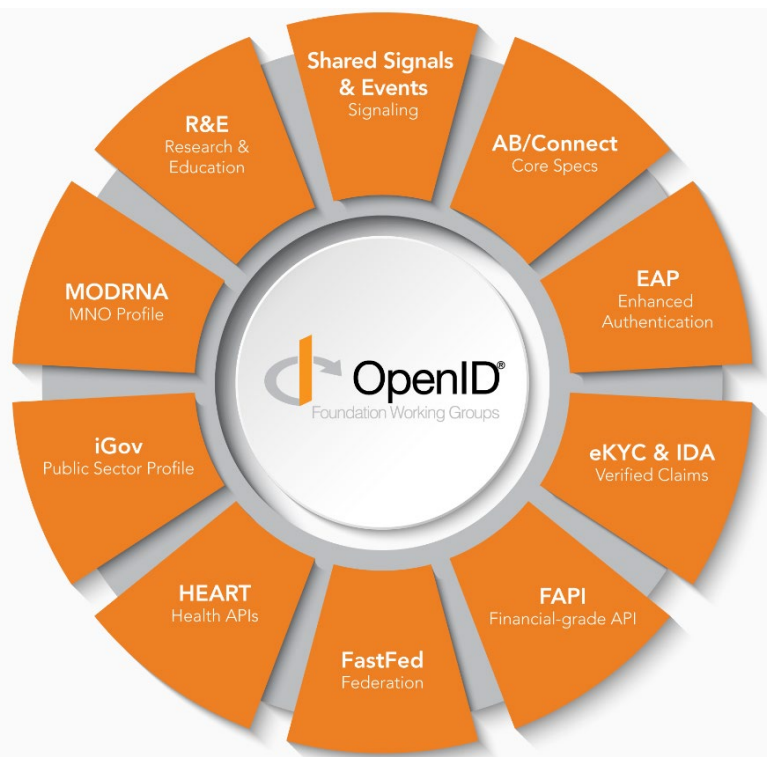 Shared Signals
& Events
Signaling
AB/Connect
Core Specs
EAP
Enhanced
Authentication
eKYC & IDA
Verified Claims
FAPI
Financial-grade API
FastFed
Federation
HEART
Health APIs
iGov
Public Sector Profile
MODRNA
MNO Profile
R&E
Research &
Education
OpenID®
Foundation Working Groups